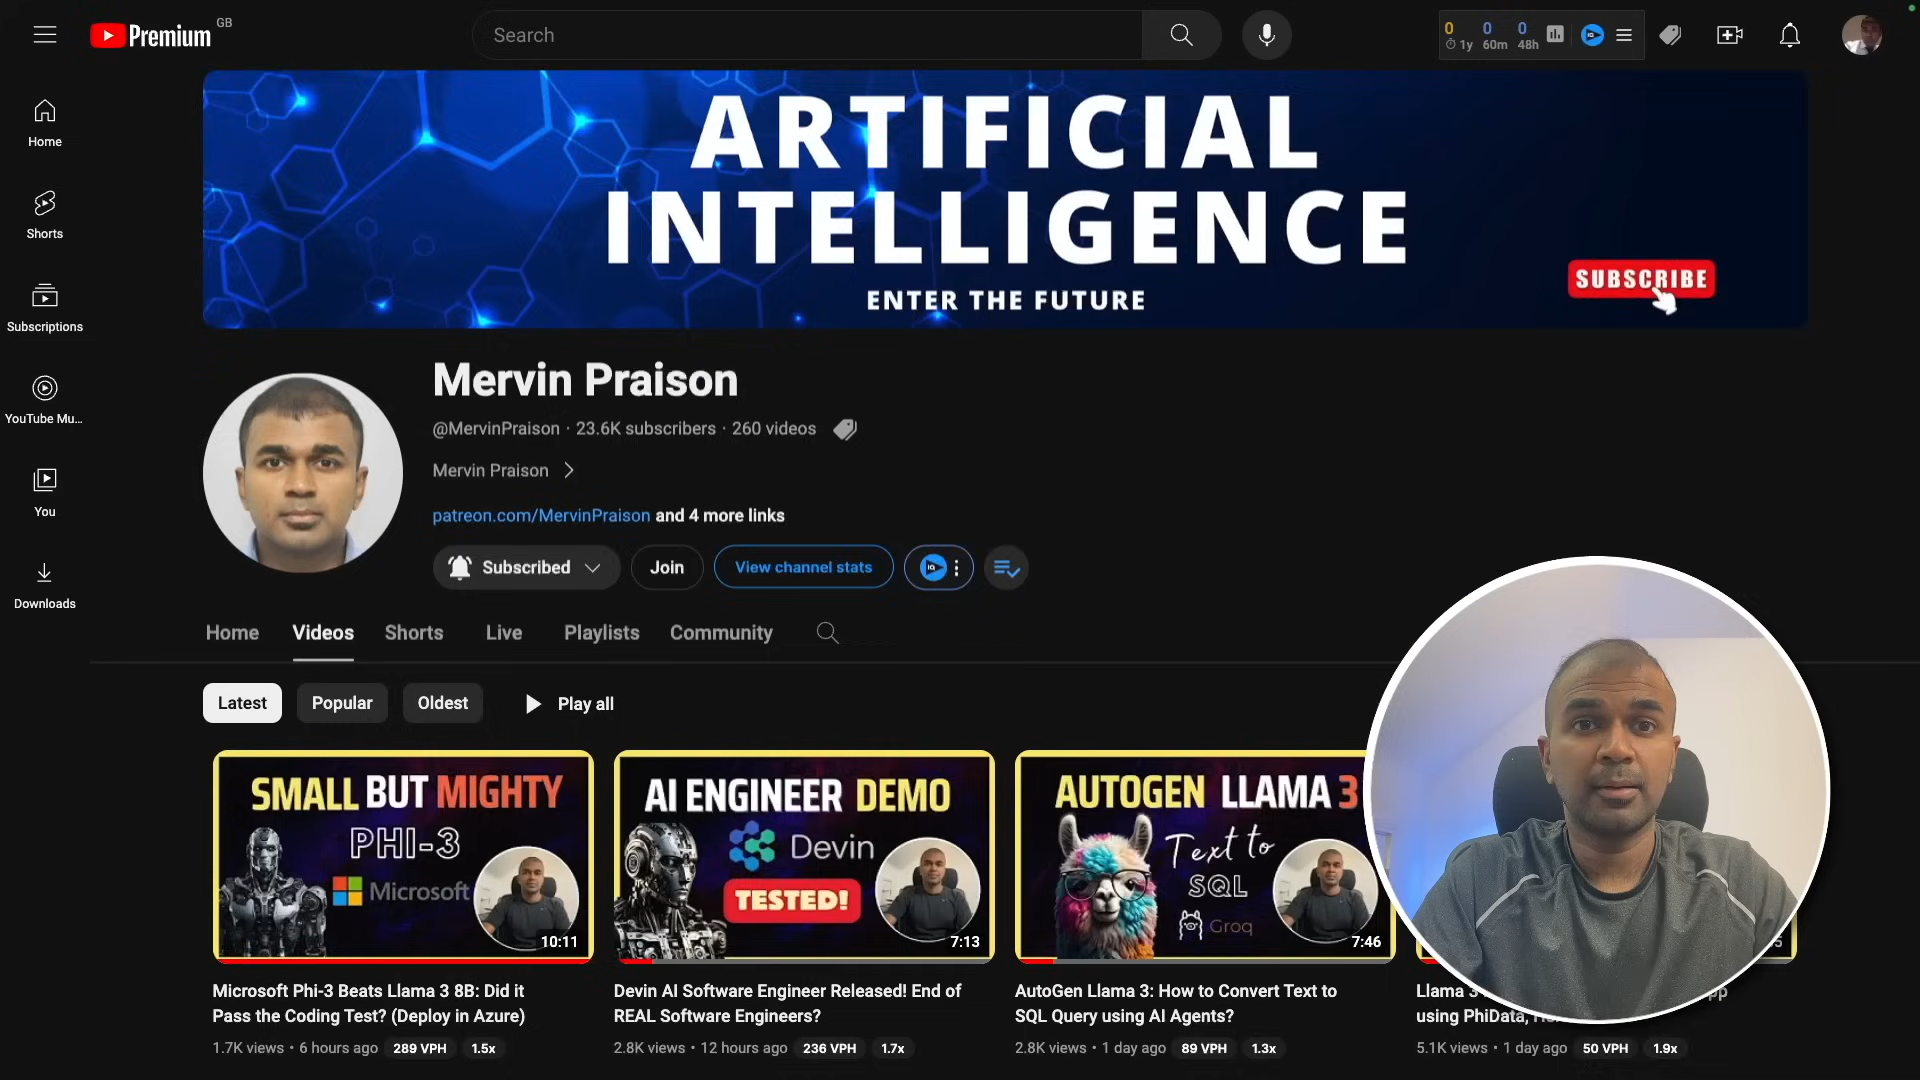 Premium GB
Search
0 0 0
1y 60m 48h
IQ
Home
Shorts
Subscriptions
YouTube Mu...
You
Downloads
ARTIFICIAL
INTELLIGENCE
ENTER THE FUTURE
SUBSCRIBE
Mervin Praison
@MervinPraison · 23.6K subscribers · 260 videos
Mervin Praison
patreon.com/MervinPraison and 4 more links
Subscribed Join View channel stats IQ
Home Videos Shorts Live Playlists Community
Latest Popular Oldest Play all
SMALL BUT MIGHTY
PHI-3
Microsoft
10:11
Microsoft Phi-3 Beats Llama 3 8B: Did it
Pass the Coding Test? (Deploy in Azure)
1.7K views • 6 hours ago 289 VPH 1.5x
AI ENGINEER DEMO
Devin
TESTED!
7:13
Devin AI Software Engineer Released! End of
REAL Software Engineers?
2.8K views • 12 hours ago 236 VPH 1.7x
AUTOGEN LLAMA 3
Text to
SQL
Groq
7:46
AutoGen Llama 3: How to Convert Text to
SQL Query using AI Agents?
2.8K views • 1 day ago 89 VPH 1.3x
Llama 3
using PhiData,
5.1K views • 1 day ago 50 VPH 1.9x